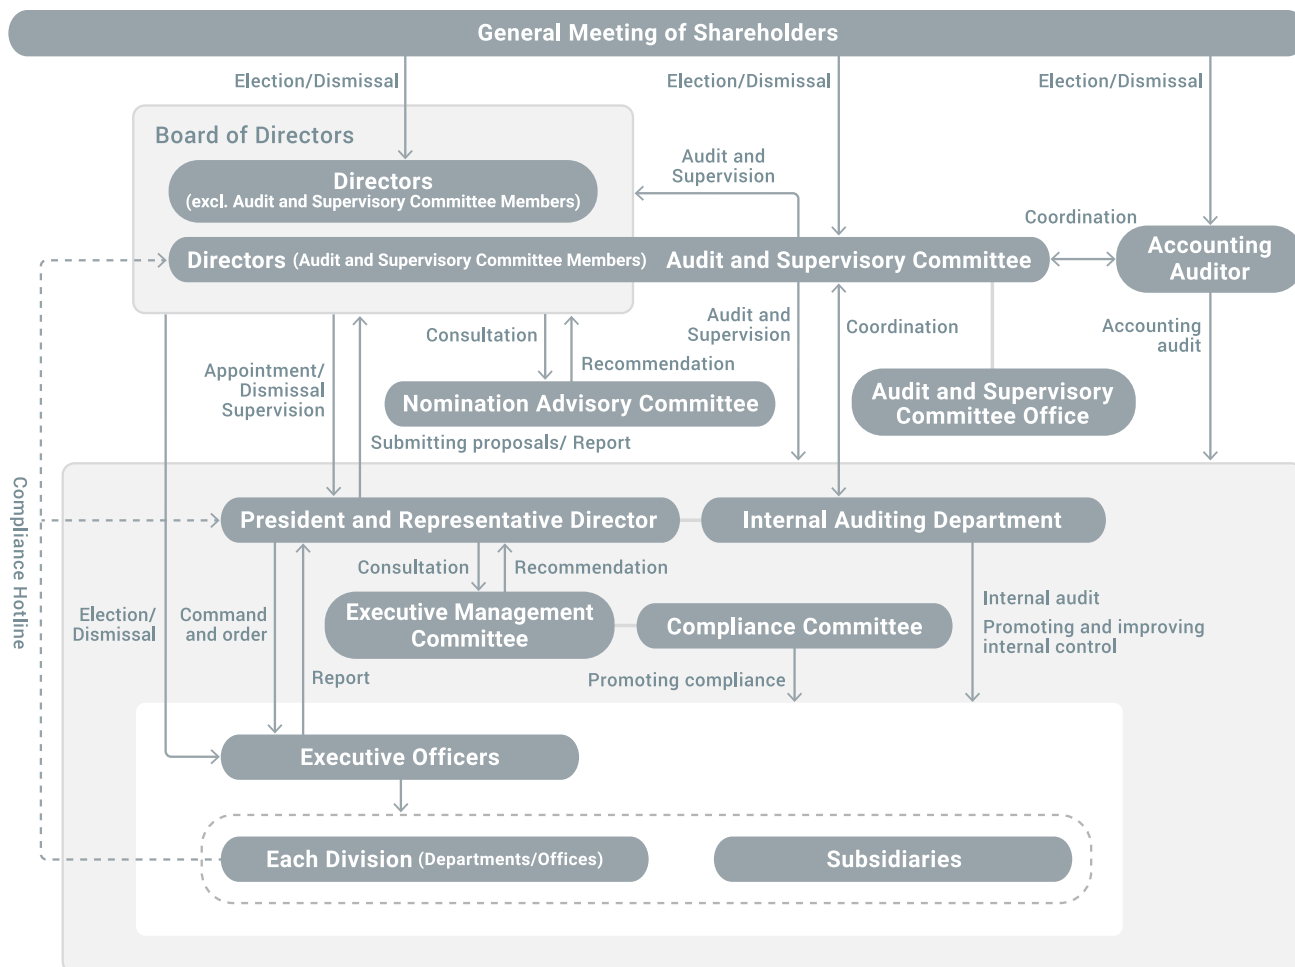 General Meeting of Shareholders
Election/Dismissal
Election/Dismissal
Election/Dismissal
Board of Directors
Directors
(excl. Audit and Supervisory Committee Members)
Audit and
Supervision
Coordination
Directors (Audit and Supervisory Committee Members)
Audit and Supervisory Committee
Accounting
Auditor
Appointment/
Dismissal
Supervision
Consultation
Recommendation
Audit and
Supervision
Coordination
Accounting
audit
Nomination Advisory Committee
Audit and Supervisory
Committee Office
Submitting proposals/ Report
Compliance Hotline
President and Representative Director
Internal Auditing Department
Consultation
Recommendation
Election/
Dismissal
Command
and order
Executive Management
Committee
Compliance Committee
Internal audit
Promoting and improving
internal control
Report
Promoting compliance
Executive Officers
Each Division (Departments/Offices)
Subsidiaries